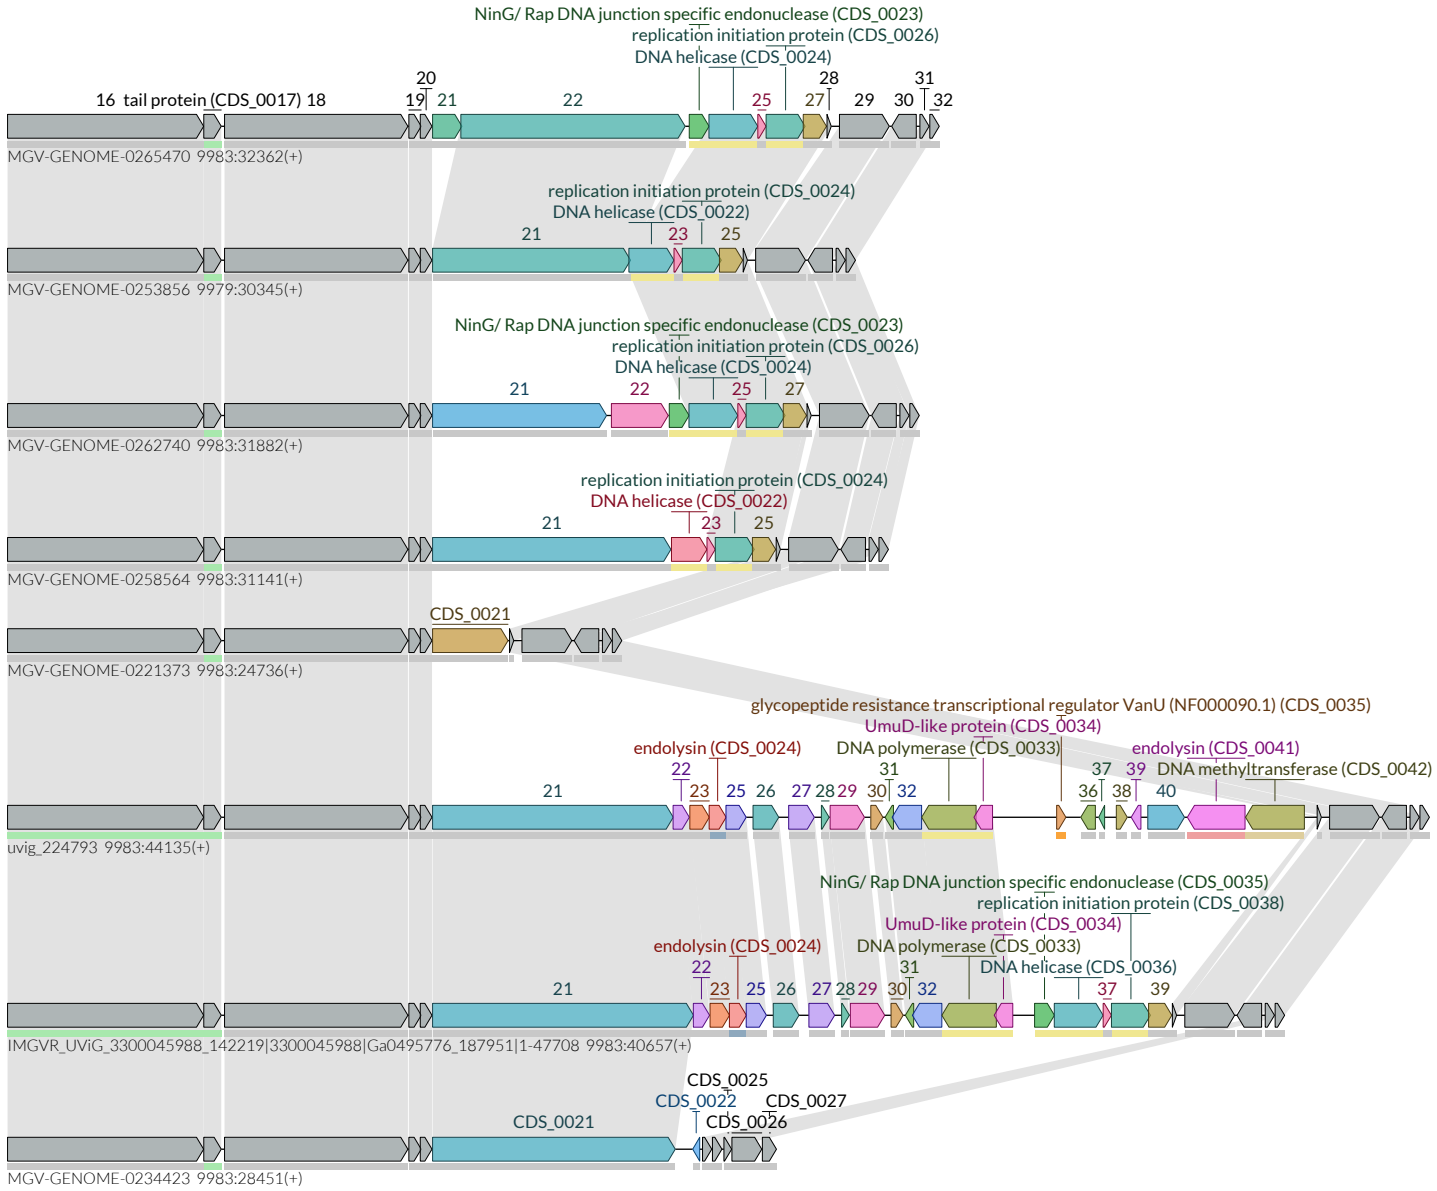 NinG/ Rap DNA junction specific endonuclease (CDS_0023)
replication initiation protein (CDS_0026)
DNA helicase (CDS_0024)
20 28 31
16 tail protein (CDS_0017) 18 19 21 22 25 27 29 30 32
MGV-GENOME-0265470 9983:32362(+)
replication initiation protein (CDS_0024)
DNA helicase (CDS_0022)
21 23 25
MGV-GENOME-0253856 9979:30345(+)
NinG/ Rap DNA junction specific endonuclease (CDS_0023)
replication initiation protein (CDS_0026)
DNA helicase (CDS_0024)
21 22 25 27
MGV-GENOME-0262740 9983:31882(+)
replication initiation protein (CDS_0024)
DNA helicase (CDS_0022)
21 23 25
MGV-GENOME-0258564 9983:31141(+)
CDS_0021
MGV-GENOME-0221373 9983:24736(+)
glycopeptide resistance transcriptional regulator VanU (NF000090.1) (CDS_0035)
UmuD-like protein (CDS_0034)
endolysin (CDS_0024) DNA polymerase (CDS_0033) endolysin (CDS_0041)
22 31 37 39 DNA methyltransferase (CDS_0042)
21 23 25 26 27 28 29 30 32 36 38 40
uvig_224793 9983:44135(+)
NinG/ Rap DNA junction specific endonuclease (CDS_0035)
replication initiation protein (CDS_0038)
UmuD-like protein (CDS_0034)
endolysin (CDS_0024) DNA polymerase (CDS_0033)
22 31 DNA helicase (CDS_0036)
21 23 25 26 27 28 29 30 32 37 39
IMGVR_UViG_3300045988_142219|3300045988|Ga0495776_187951|1-47708 9983:40657(+)
CDS_0025
CDS_0022 CDS_0027
CDS_0021 CDS_0026
MGV-GENOME-0234423 9983:28451(+)